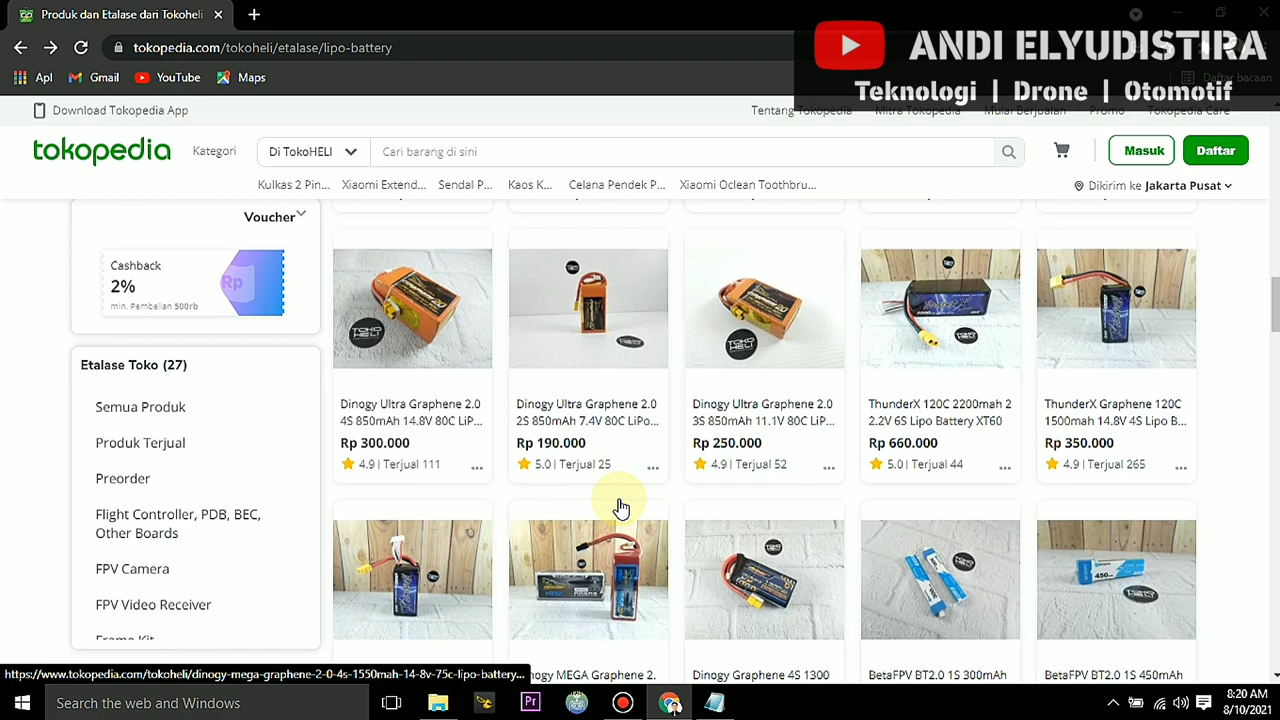 Produk dan Etalase dari Tokoheli
tokopedia.com/tokoheli/etalase/lipo-battery
ANDI ELYUDISTIRA
Teknologi | Drone | Otomotif
Apl
Gmail
YouTube
Maps
Daftar bacaan
Download Tokopedia App
Tentang Tokopedia
Mitra Tokopedia
Mulai Berjualan
Promo
Tokopedia Care
tokopedia
Kategori
Di TokoHELI
Cari barang di sini
Masuk
Daftar
Kulkas 2 Pin...
Xiaomi Extend...
Sendal P...
Kaos K...
Celana Pendek P...
Xiaomi Oclean Toothbru...
Dikirim ke Jakarta Pusat
Voucher
Cashback
2%
Rp
min. Pembelian 500rb
Etalase Toko (27)
Semua Produk
Produk Terjual
Preorder
Flight Controller, PDB, BEC,
Other Boards
FPV Camera
FPV Video Receiver
Frame Kit
TOKO
HELI
TOKO
HELI
TOKO
HELI
Dinogy Ultra Graphene 2.0
4S 850mAh 14.8V 80C LiP...
Rp 300.000
4.9 | Terjual 111
Dinogy Ultra Graphene 2.0
2S 850mAh 7.4V 80C LiPo...
Rp 190.000
5.0 | Terjual 25
Dinogy Ultra Graphene 2.0
3S 850mAh 11.1V 80C LiP...
Rp 250.000
4.9 | Terjual 52
ThunderX 120C 2200mah 2
2.2V 6S Lipo Battery XT60
Rp 660.000
5.0 | Terjual 44
ThunderX Graphene 120C
1500mah 14.8V 4S Lipo B...
Rp 350.000
4.9 | Terjual 265
450mAh
https://www.tokopedia.com/tokoheli/dinogy-mega-graphene-2-0-4s-1550mah-14-8v-75c-lipo-battery...
nogy MEGA Graphene 2.
Dinogy Graphene 4S 1300
BetaFPV BT2.0 1S 300mAh
BetaFPV BT2.0 1S 450mAh
Search the web and Windows
Pr
8:20 AM
8/10/2021